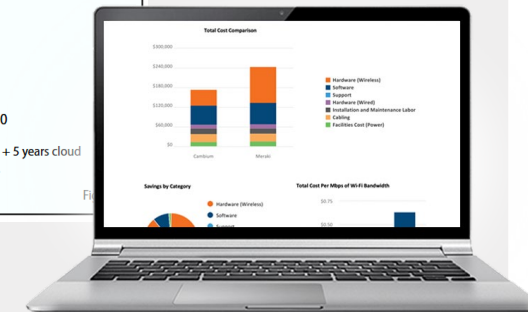 0
+ 5 years cloud
Total Cost Comparison
$300,000
$240,000
$180,000
$120,000
$60,000
$0
Cambium
Meraki
Hardware (Wireless)
Software
Support
Hardware (Wired)
Installation and Maintenance Labor
Cabling
Facilities Cost (Power)
Savings by Category
Hardware (Wireless)
Software
Support
Total Cost Per Mbps of Wi-Fi Bandwidth
$0.75
$0.50